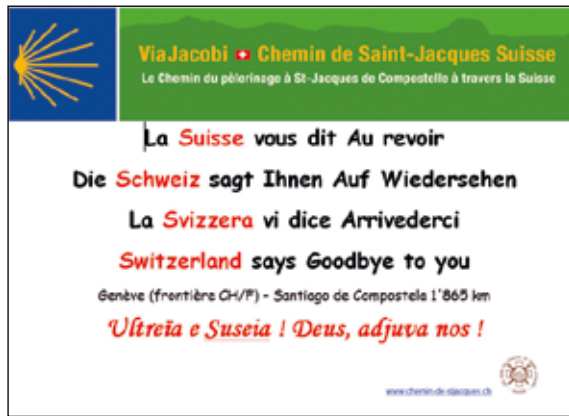 ViaJacobi Chemin de Saint-Jacques Suisse
Le Chemin du pèlerinage à St-Jacques de Compostelle à travers la Suisse
La Suisse vous dit Au revoir
Die Schweiz sagt Ihnen Auf Wiedersehen
La Svizzera vi dice Arrivederci
Switzerland says Goodbye to you
Genève (frontière CH/F) - Santiago de Compostela 1'865 km
Ultreïa e Suseia ! Deus, adjuva nos !
www.chemin-de-stjacques.ch